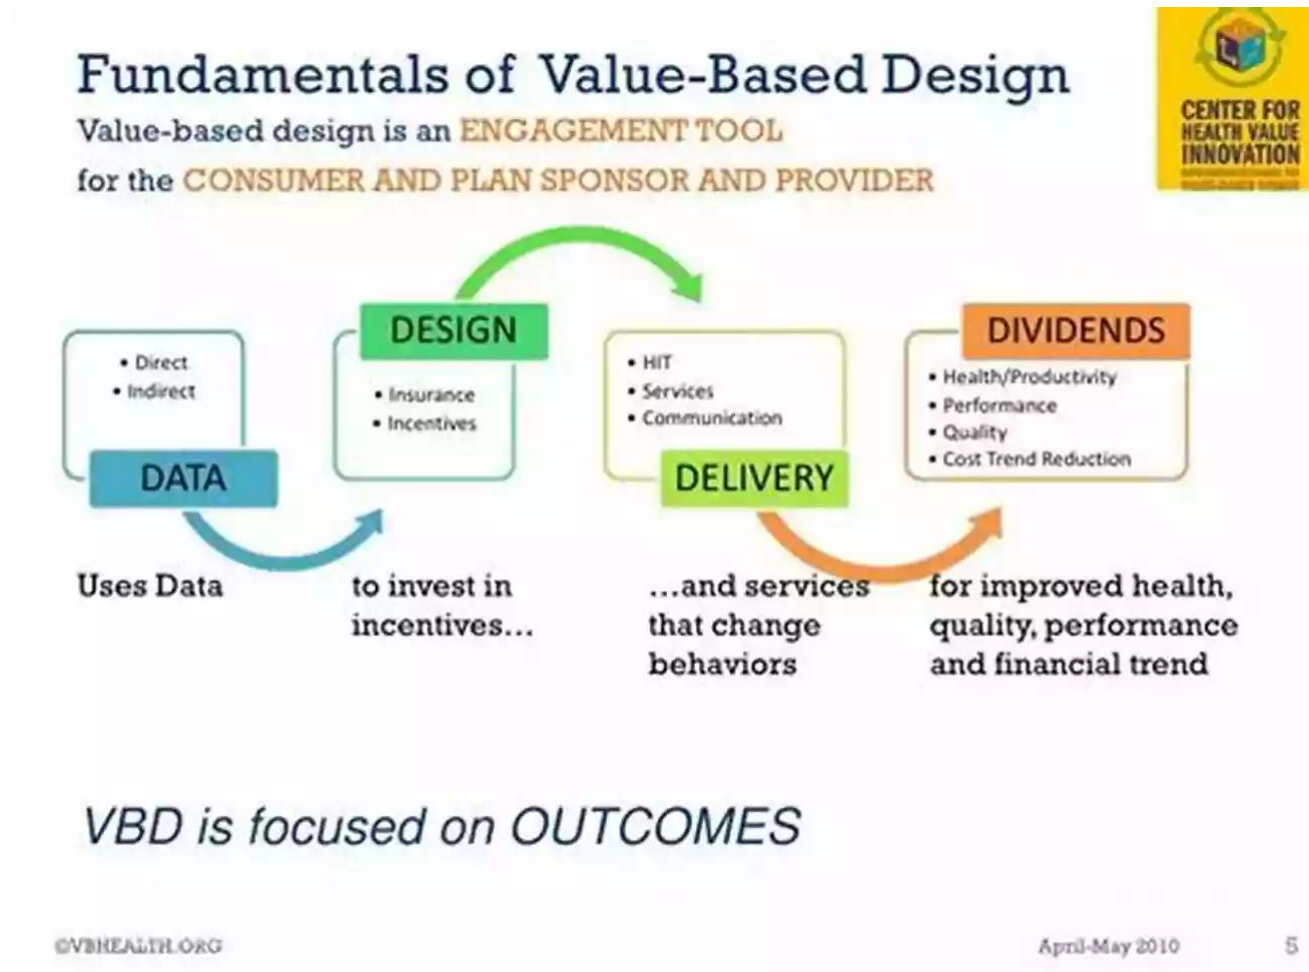 Fundamentals of Value-Based Design
Value-based design is an ENGAGEMENT TOOL
for the CONSUMER AND PLAN SPONSOR AND PROVIDER
CENTER FOR
HEALTH VALUE
INNOVATION
• Direct
• Indirect
DATA
DESIGN
• Insurance
• Incentives
• HIT
• Services
• Communication
DELIVERY
DIVIDENDS
• Health/Productivity
• Performance
• Quality
• Cost Trend Reduction
Uses Data
to invest in
incentives...
...and services
that change
behaviors
for improved health,
quality, performance
and financial trend
VBD is focused on OUTCOMES
©VBHEALTH.ORG
April-May 2010
5